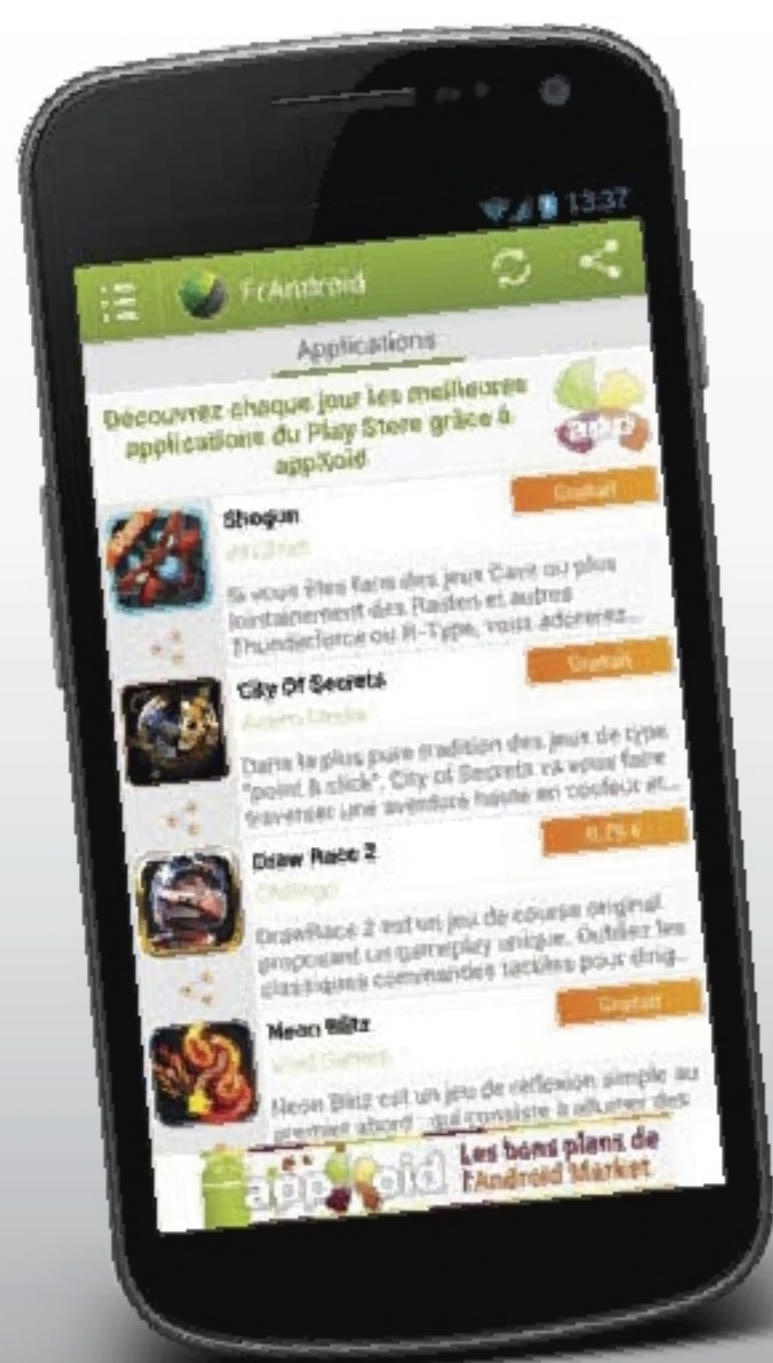 13:37
FrAndroid
Applications
Découvrez chaque jour les meilleures
applications du Play Store grâce à
appXoid
Shogun
Gratuit
Si vous êtes fans des jeux Cave ou plus
lointainement des Raiden et autres
Thunderforce ou R-Type, vous adorerez...
City Of Secrets
Gratuit
Dans la plus pure tradition des jeux de type
"point & click", City of Secrets va vous faire
traverser une aventure haute en couleur et...
Draw Race 2
Chillingo
DrawRace 2 est un jeu de course original
proposant un gameplay unique. Oubliez les
classiques commandes tactiles pour dirig...
Neon Blitz
Gratuit
Vivid Games
Neon Blitz est un jeu de réflexion simple au
premier abord : qui consiste à allumer des
appXoid
Les bons plans de
l'Android Market